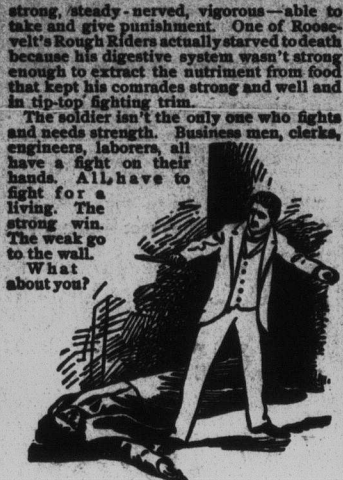 strong, steady-nerved, vigorous—able to
take and give punishment. One of Roose-
velt's Rough Riders actually starved to death
because his digestive system wasn't strong
enough to extract the nutriment from food
that kept his comrades strong and well and
in tip-top fighting trim.
The soldier isn't the only one who fights
and needs strength. Business men, clerks,
engineers, laborers, all
have a fight on their
hands. All have to
fight for a
living. The
strong win.
The weak go
to the wall.
What
about you?